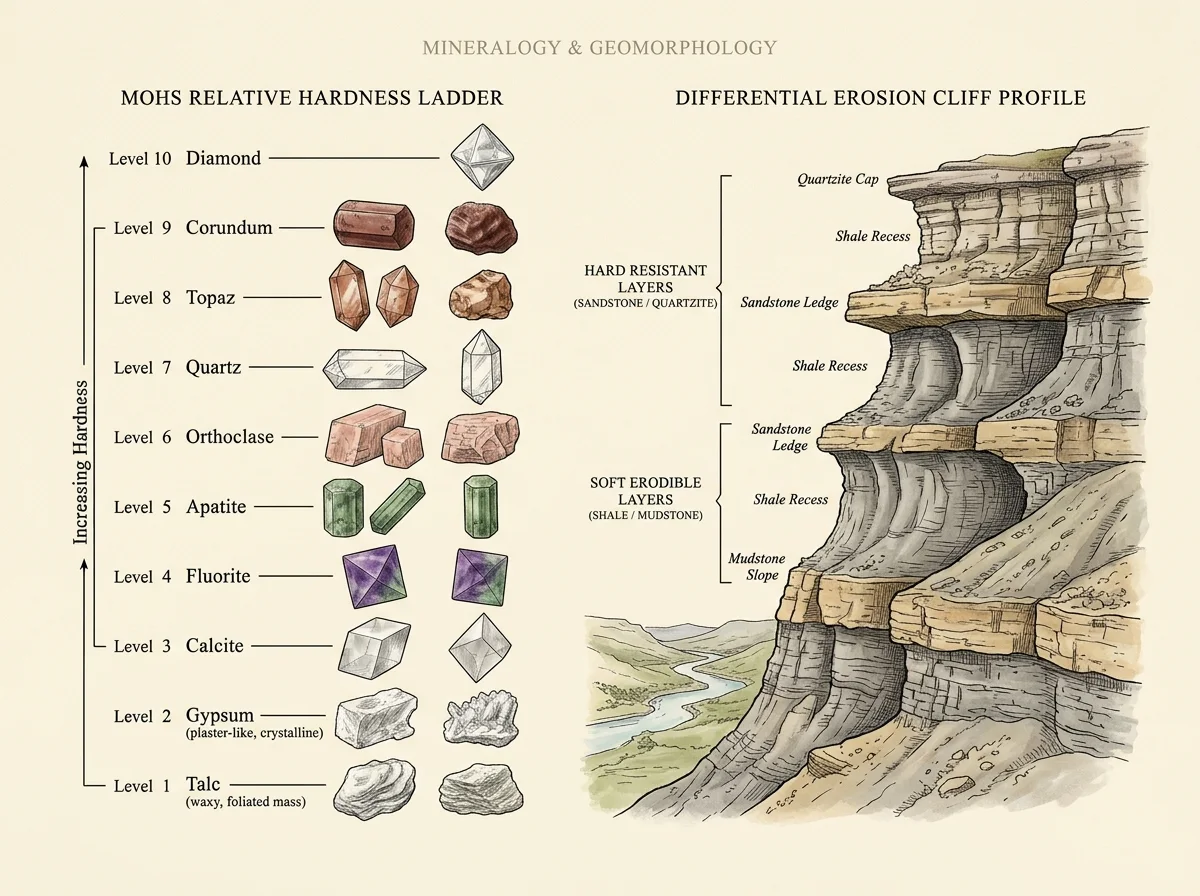 MINERALOGY & GEOMORPHOLOGY
MOHS RELATIVE HARDNESS LADDER
Increasing Hardness
Level 10 Diamond
Level 9 Corundum
Level 8 Topaz
Level 7 Quartz
Level 6 Orthoclase
Level 5 Apatite
Level 4 Fluorite
Level 3 Calcite
Level 2 Gypsum
(plaster-like, crystalline)
Level 1 Talc
(waxy, foliated mass)
DIFFERENTIAL EROSION CLIFF PROFILE
HARD RESISTANT
LAYERS
(SANDSTONE / QUARTZITE)
Quartzite Cap
Shale Recess
Sandstone Ledge
Shale Recess
SOFT ERODIBLE
LAYERS
(SHALE / MUDSTONE)
Sandstone
Ledge
Shale Recess
Mudstone
Slope